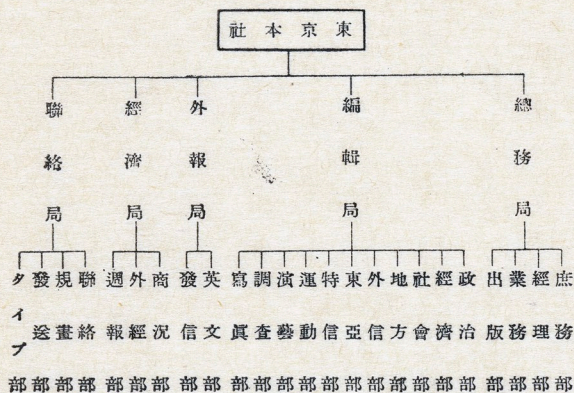 東京本社
總務局
庶務部
經理部
業務部
出版部
編輯局
政治部
經濟部
社會部
地方部
外信部
東亞部
特信部
運動部
演藝部
調査部
寫眞部
外報局
英文部
發信部
經濟局
商況部
外經部
週報部
聯絡局
聯絡部
規畫部
發送部
タイプ部